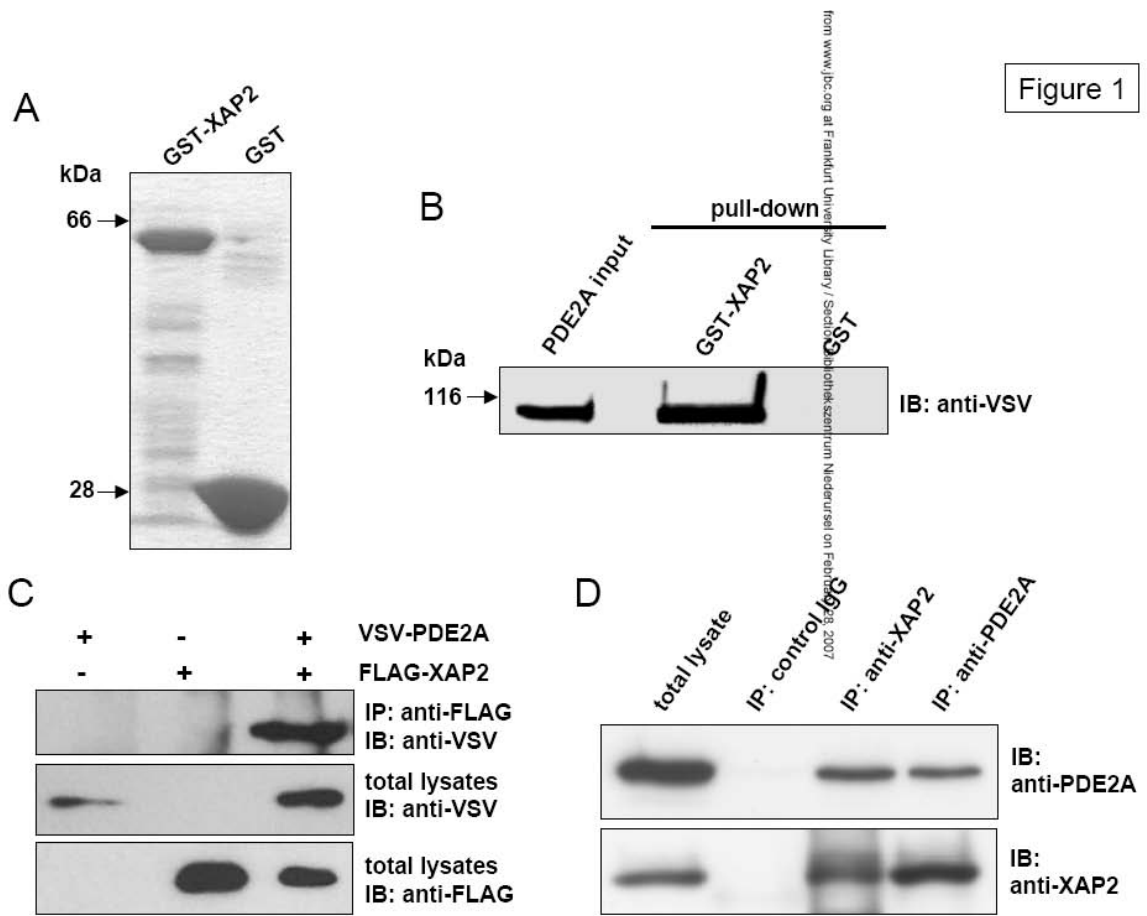 Figure 1
A
GST-XAP2
GST
kDa
66
28
B
pull-down
PDE2A input
GST-XAP2
GST
kDa
116
IB: anti-VSV
from www.jbc.org at Frankfurt University Library / Section Bibliothekszentrum Niederursel on February 28, 2007
C
+ - + VSV-PDE2A
- + + FLAG-XAP2
IP: anti-FLAG
IB: anti-VSV
total lysates
IB: anti-VSV
total lysates
IB: anti-FLAG
D
total lysate
IP: control IgG
IP: anti-XAP2
IP: anti-PDE2A
IB:
anti-PDE2A
IB:
anti-XAP2